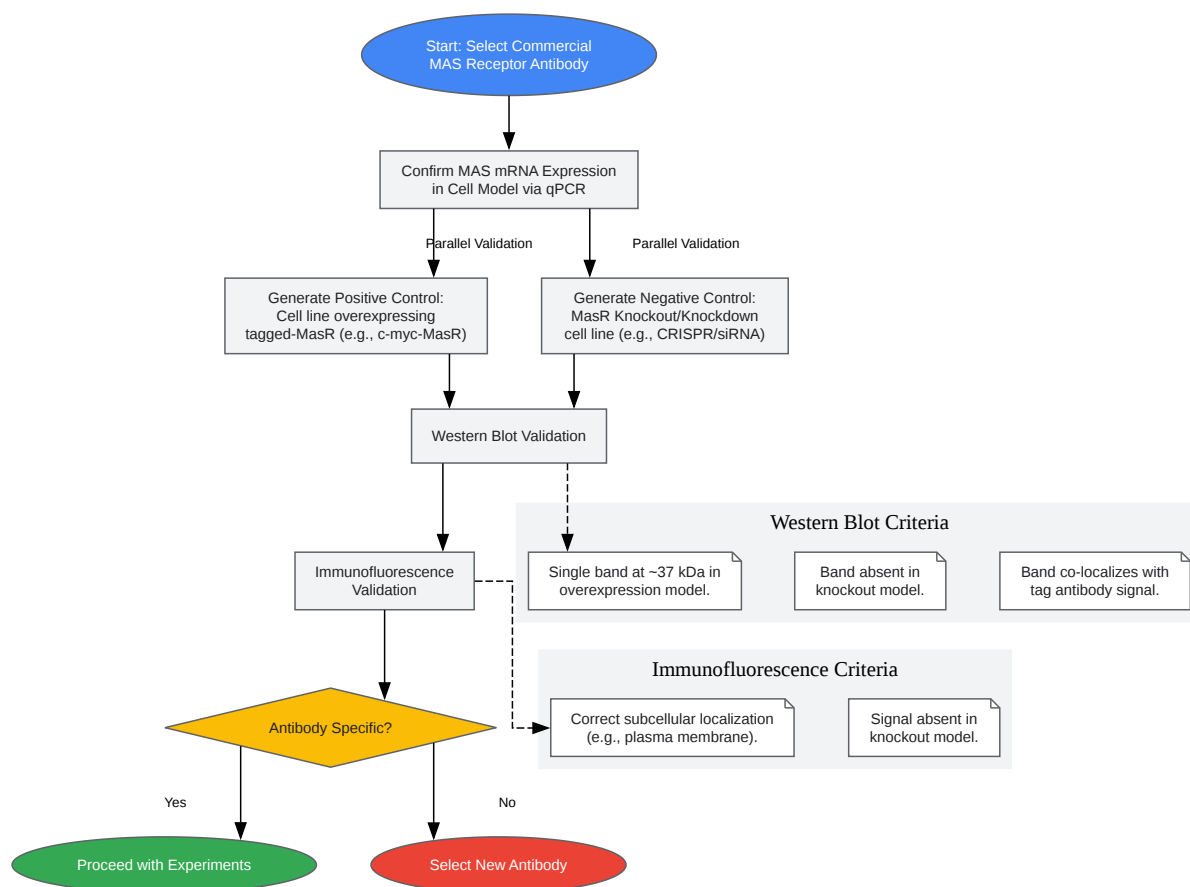 Start: Select Commercial
MAS Receptor Antibody
Confirm MAS mRNA Expression
in Cell Model via qPCR
Parallel Validation
Parallel Validation
Generate Positive Control:
Cell line overexpressing
tagged-MasR (e.g., c-myc-MasR)
Generate Negative Control:
MasR Knockout/Knockdown
cell line (e.g., CRISPR/siRNA)
Western Blot Validation
Western Blot Criteria
Immunofluorescence
Validation
Single band at ~37 kDa in
overexpression model.
Band absent in
knockout model.
Band co-localizes with
tag antibody signal.
Immunofluorescence Criteria
Correct subcellular localization
(e.g., plasma membrane).
Signal absent in
knockout model.
Antibody Specific?
Yes
No
Proceed with Experiments
Select New Antibody